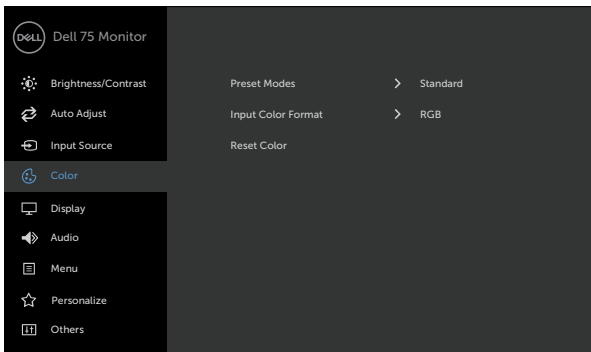 DELL Dell 75 Monitor
Brightness/Contrast
Auto Adjust
Input Source
Color
Display
Audio
Menu
Personalize
Others
Preset Modes > Standard
Input Color Format > RGB
Reset Color